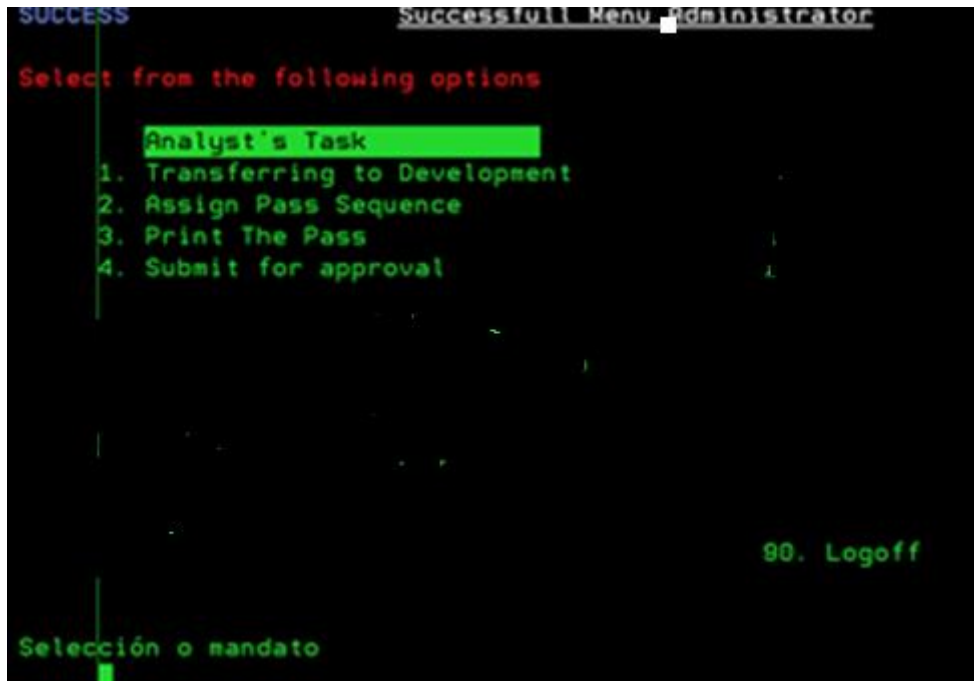 SUCCESS Successfull Menu Administrator
Select from the following options
Analyst's Task
1. Transferring to Development
2. Assign Pass Sequence
3. Print The Pass
4. Submit for approval
90. Logoff
Selección o mandato